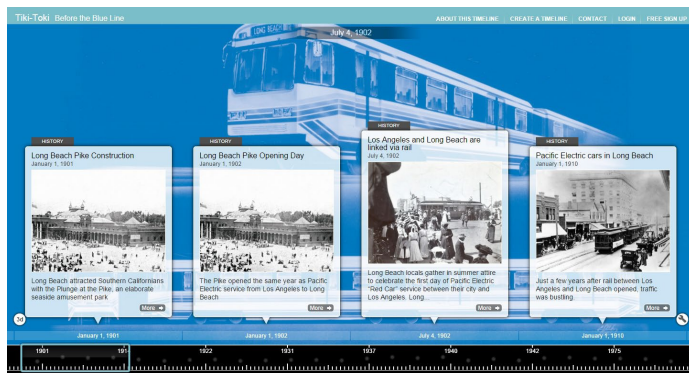 Tiki-Toki Before the Blue Line
ABOUT THIS TIMELINE CREATE A TIMELINE CONTACT LOGIN FREE SIGN UP
LONG BEACH
July 4, 1902
HISTORY
Long Beach Pike Construction
January 1, 1901
Long Beach attracted Southern Californians
with the Plunge at the Pike, an elaborate
seaside amusement park
More
HISTORY
Long Beach Pike Opening Day
January 1, 1902
The Pike opened the same year as Pacific
Electric service from Los Angeles to Long
Beach
More
HISTORY
Los Angeles and Long Beach are
linked via rail
July 4, 1902
Long Beach locals gather in summer attire
to celebrate the first day of Pacific Electric
"Red Car" service between their city and
Los Angeles. Long...
More
HISTORY
Pacific Electric cars in Long Beach
January 1, 1910
Just a few years after rail between Los
Angeles and Long Beach opened, traffic
was bustling.
More
3d
January 1, 1901 January 1, 1902 July 4, 1902 January 1, 1910
1901 191 1922 1931 1937 1940 1942 1975